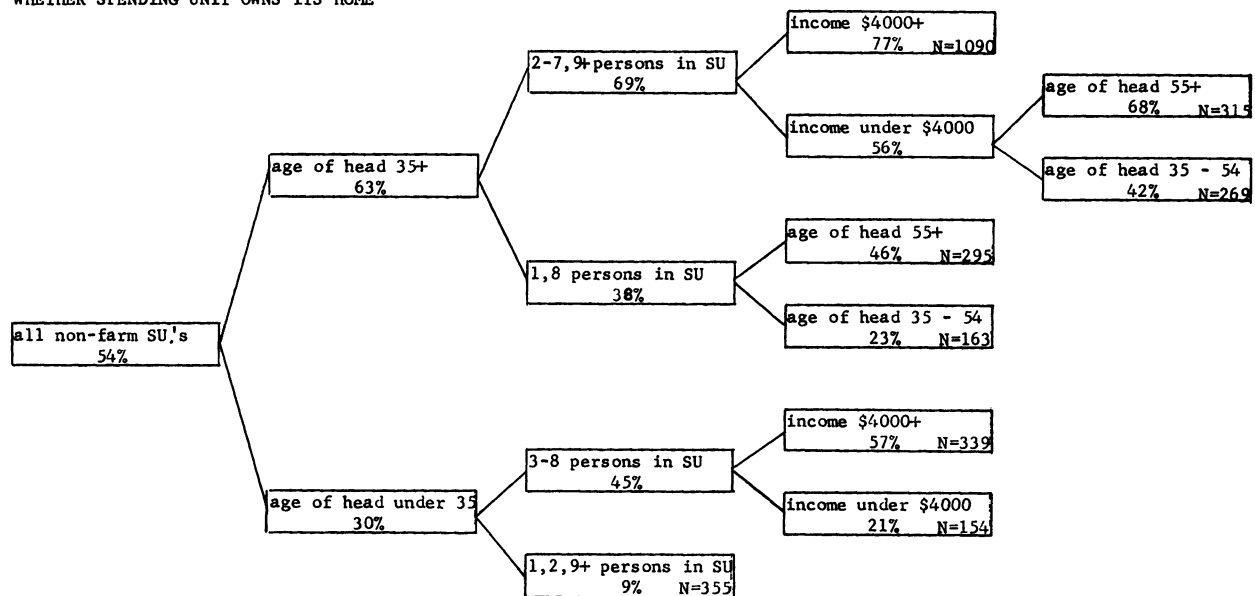 WHETHER SPENDING UNIT OWNS ITS HOME
all non-farm SU.'s
54%
age of head 35+
63%
age of head under 35
30%
2-7,9+persons in SU
69%
1,8 persons in SU
38%
3-8 persons in SU
45%
1,2,9+ persons in SU
9% N=355
income $4000+
77% N=1090
income under $4000
56%
age of head 55+
46% N=295
age of head 35 - 54
23% N=163
income $4000+
57% N=339
income under $4000
21% N=154
age of head 55+
68% N=315
age of head 35 - 54
42% N=269